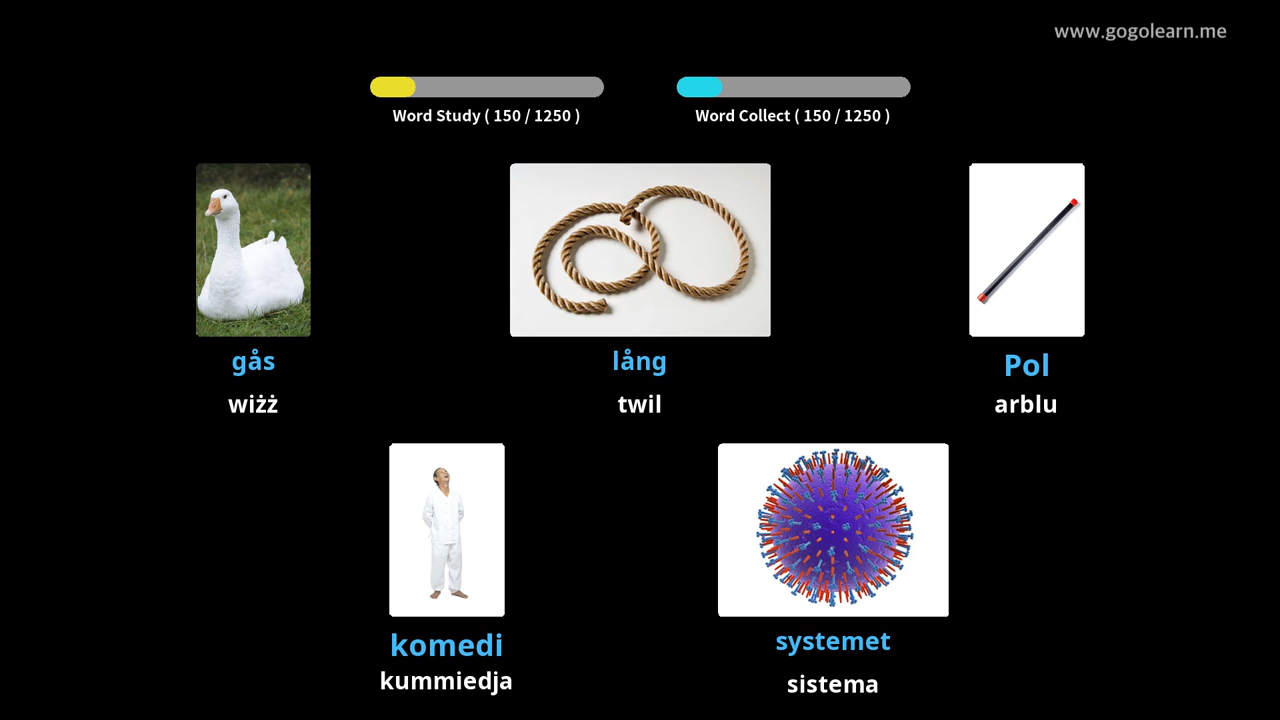 www.gogolearn.me
Word Study ( 150 / 1250 )
Word Collect ( 150 / 1250 )
gås
lång
Pol
wiżż
twil
arblu
komedi
systemet
kummiedja
sistema